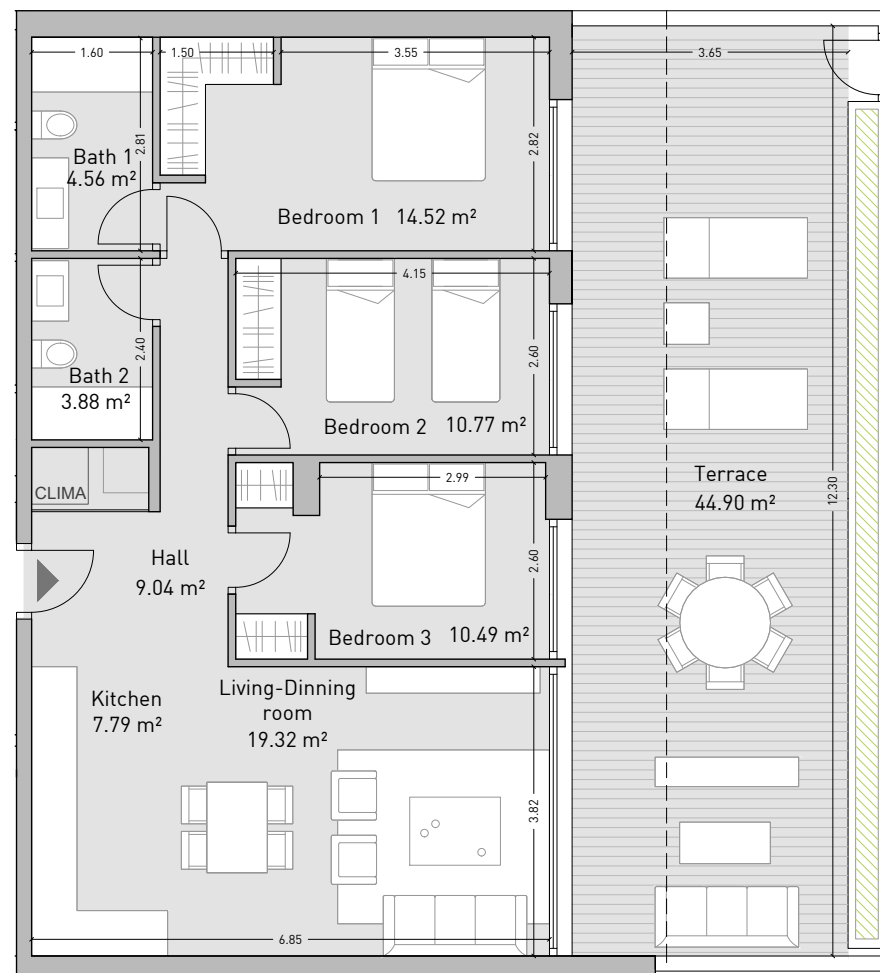 1.60
1.50
3.55
3.65
2.81
2.82
Bath 1
4.56 m²
Bedroom 1 14.52 m²
4.15
2.40
2.60
Bath 2
3.88 m²
Bedroom 2 10.77 m²
CLIMA
2.99
Terrace
44.90 m²
12.30
Hall
9.04 m²
2.60
Bedroom 3 10.49 m²
Kitchen
7.79 m²
Living-Dinning
room
19.32 m²
3.82
6.85